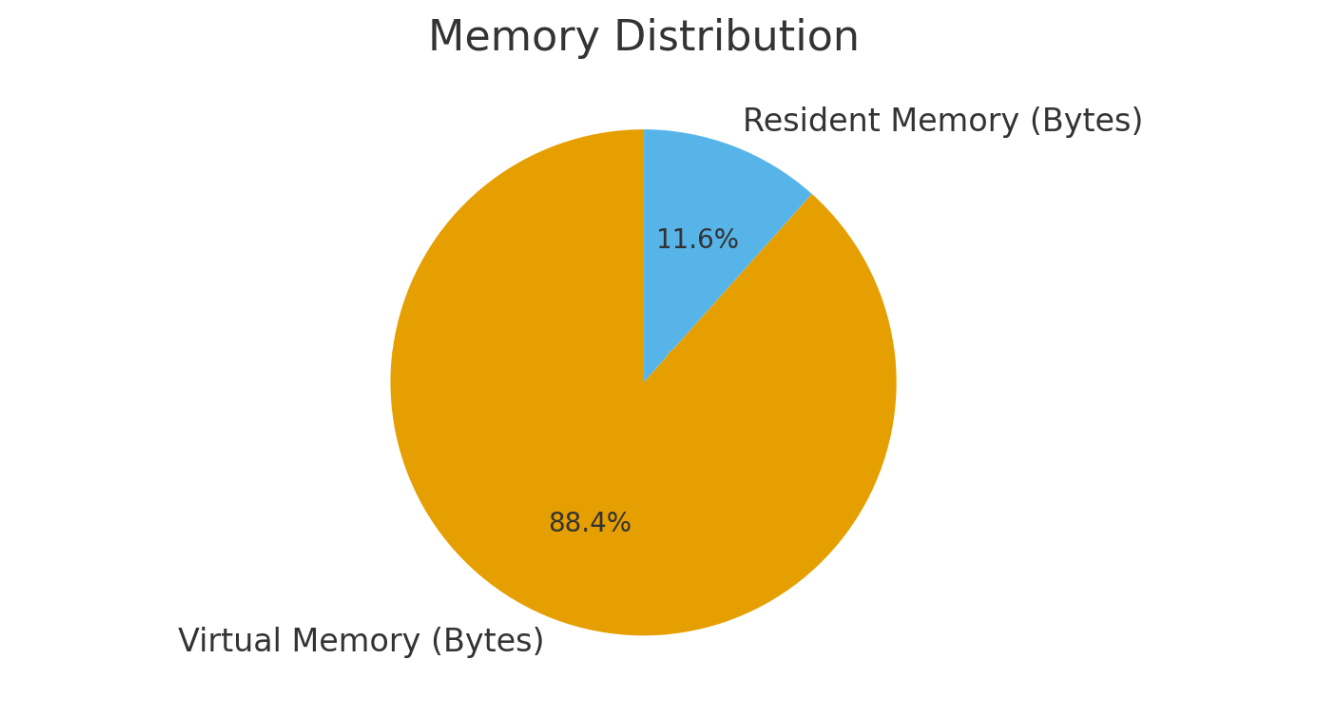 Memory Distribution
Resident Memory (Bytes)
11.6%
88.4%
Virtual Memory (Bytes)